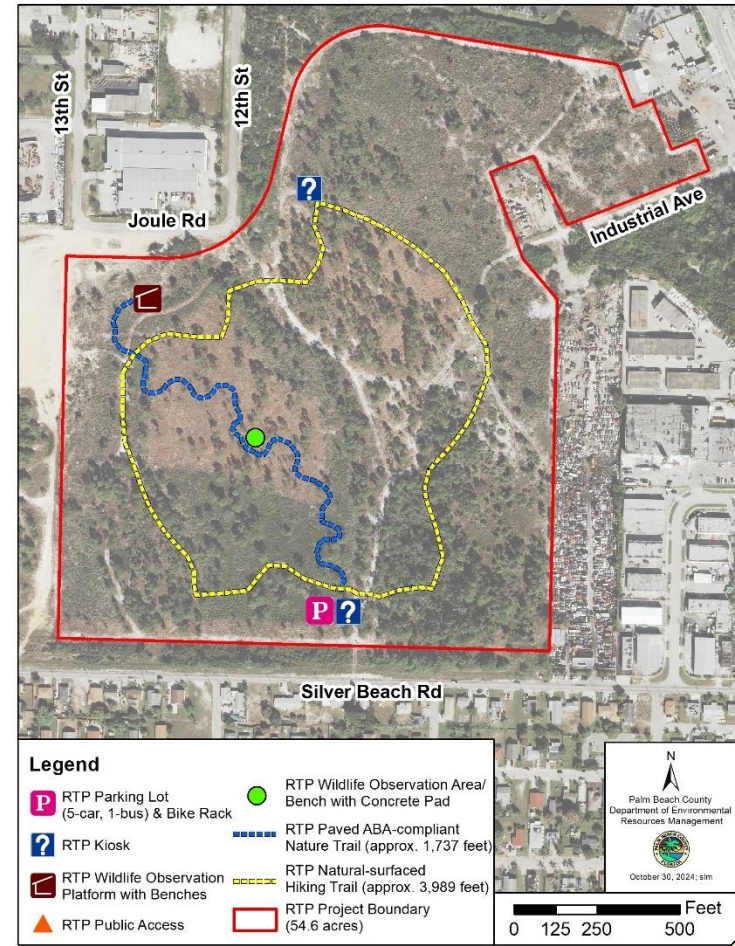 13th St
12th St
?
Joule Rd
Industrial Ave
P ?
Silver Beach Rd
Legend
P RTP Parking Lot
(5-car, 1-bus) & Bike Rack
? RTP Kiosk
RTP Wildlife Observation
Platform with Benches
RTP Public Access
RTP Wildlife Observation Area/
Bench with Concrete Pad
RTP Paved ABA-compliant
Nature Trail (approx. 1,737 feet)
RTP Natural-surfaced
Hiking Trail (approx. 3,989 feet)
RTP Project Boundary
(54.6 acres)
N
Palm Beach County
Department of Environmental
Resources Management
October 30, 2024; slm
Feet
0 125 250 500